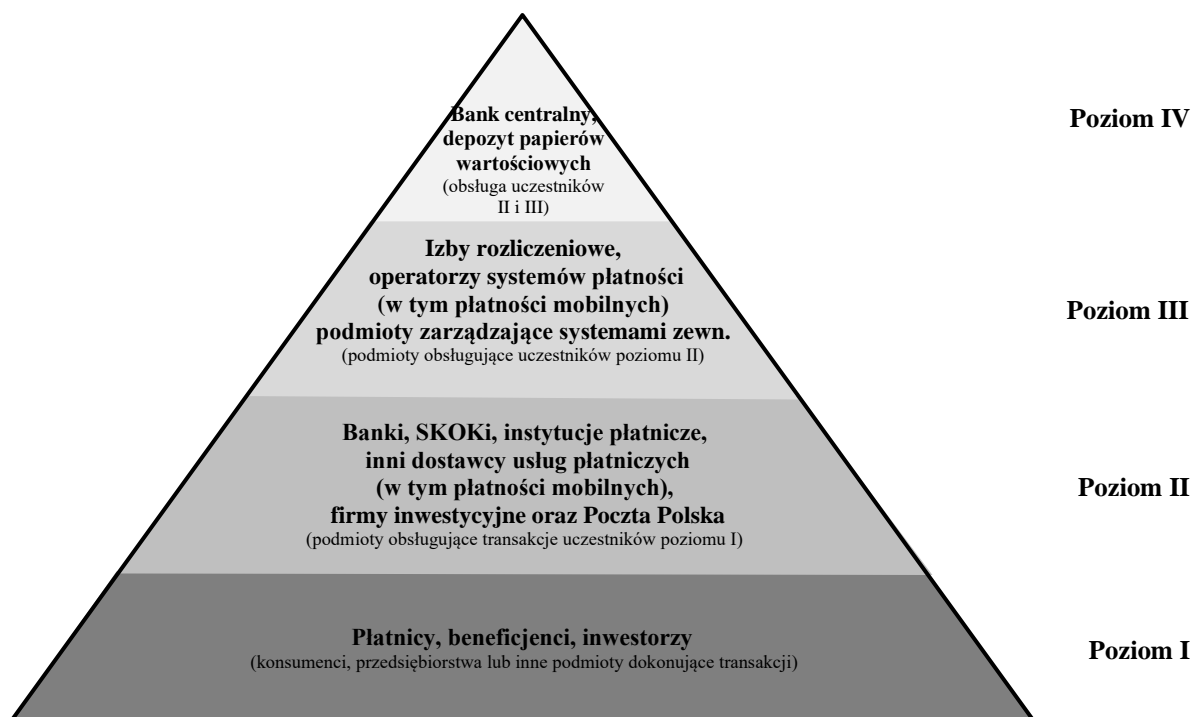 Bank centralny,
depozyt papierów
wartościowych
(obsługa uczestników
II i III)
Poziom IV
Izby rozliczeniowe,
operatorzy systemów płatności
(w tym płatności mobilnych)
podmioty zarządzające systemami zewn.
(podmioty obsługujące uczestników poziomu II)
Poziom III
Banki, SKOKi, instytucje płatnicze,
inni dostawcy usług płatniczych
(w tym płatności mobilnych),
firmy inwestycyjne oraz Poczta Polska
(podmioty obsługujące transakcje uczestników poziomu I)
Poziom II
Płatnicy, beneficjenci, inwestorzy
(konsumenci, przedsiębiorstwa lub inne podmioty dokonujące transakcji)
Poziom I